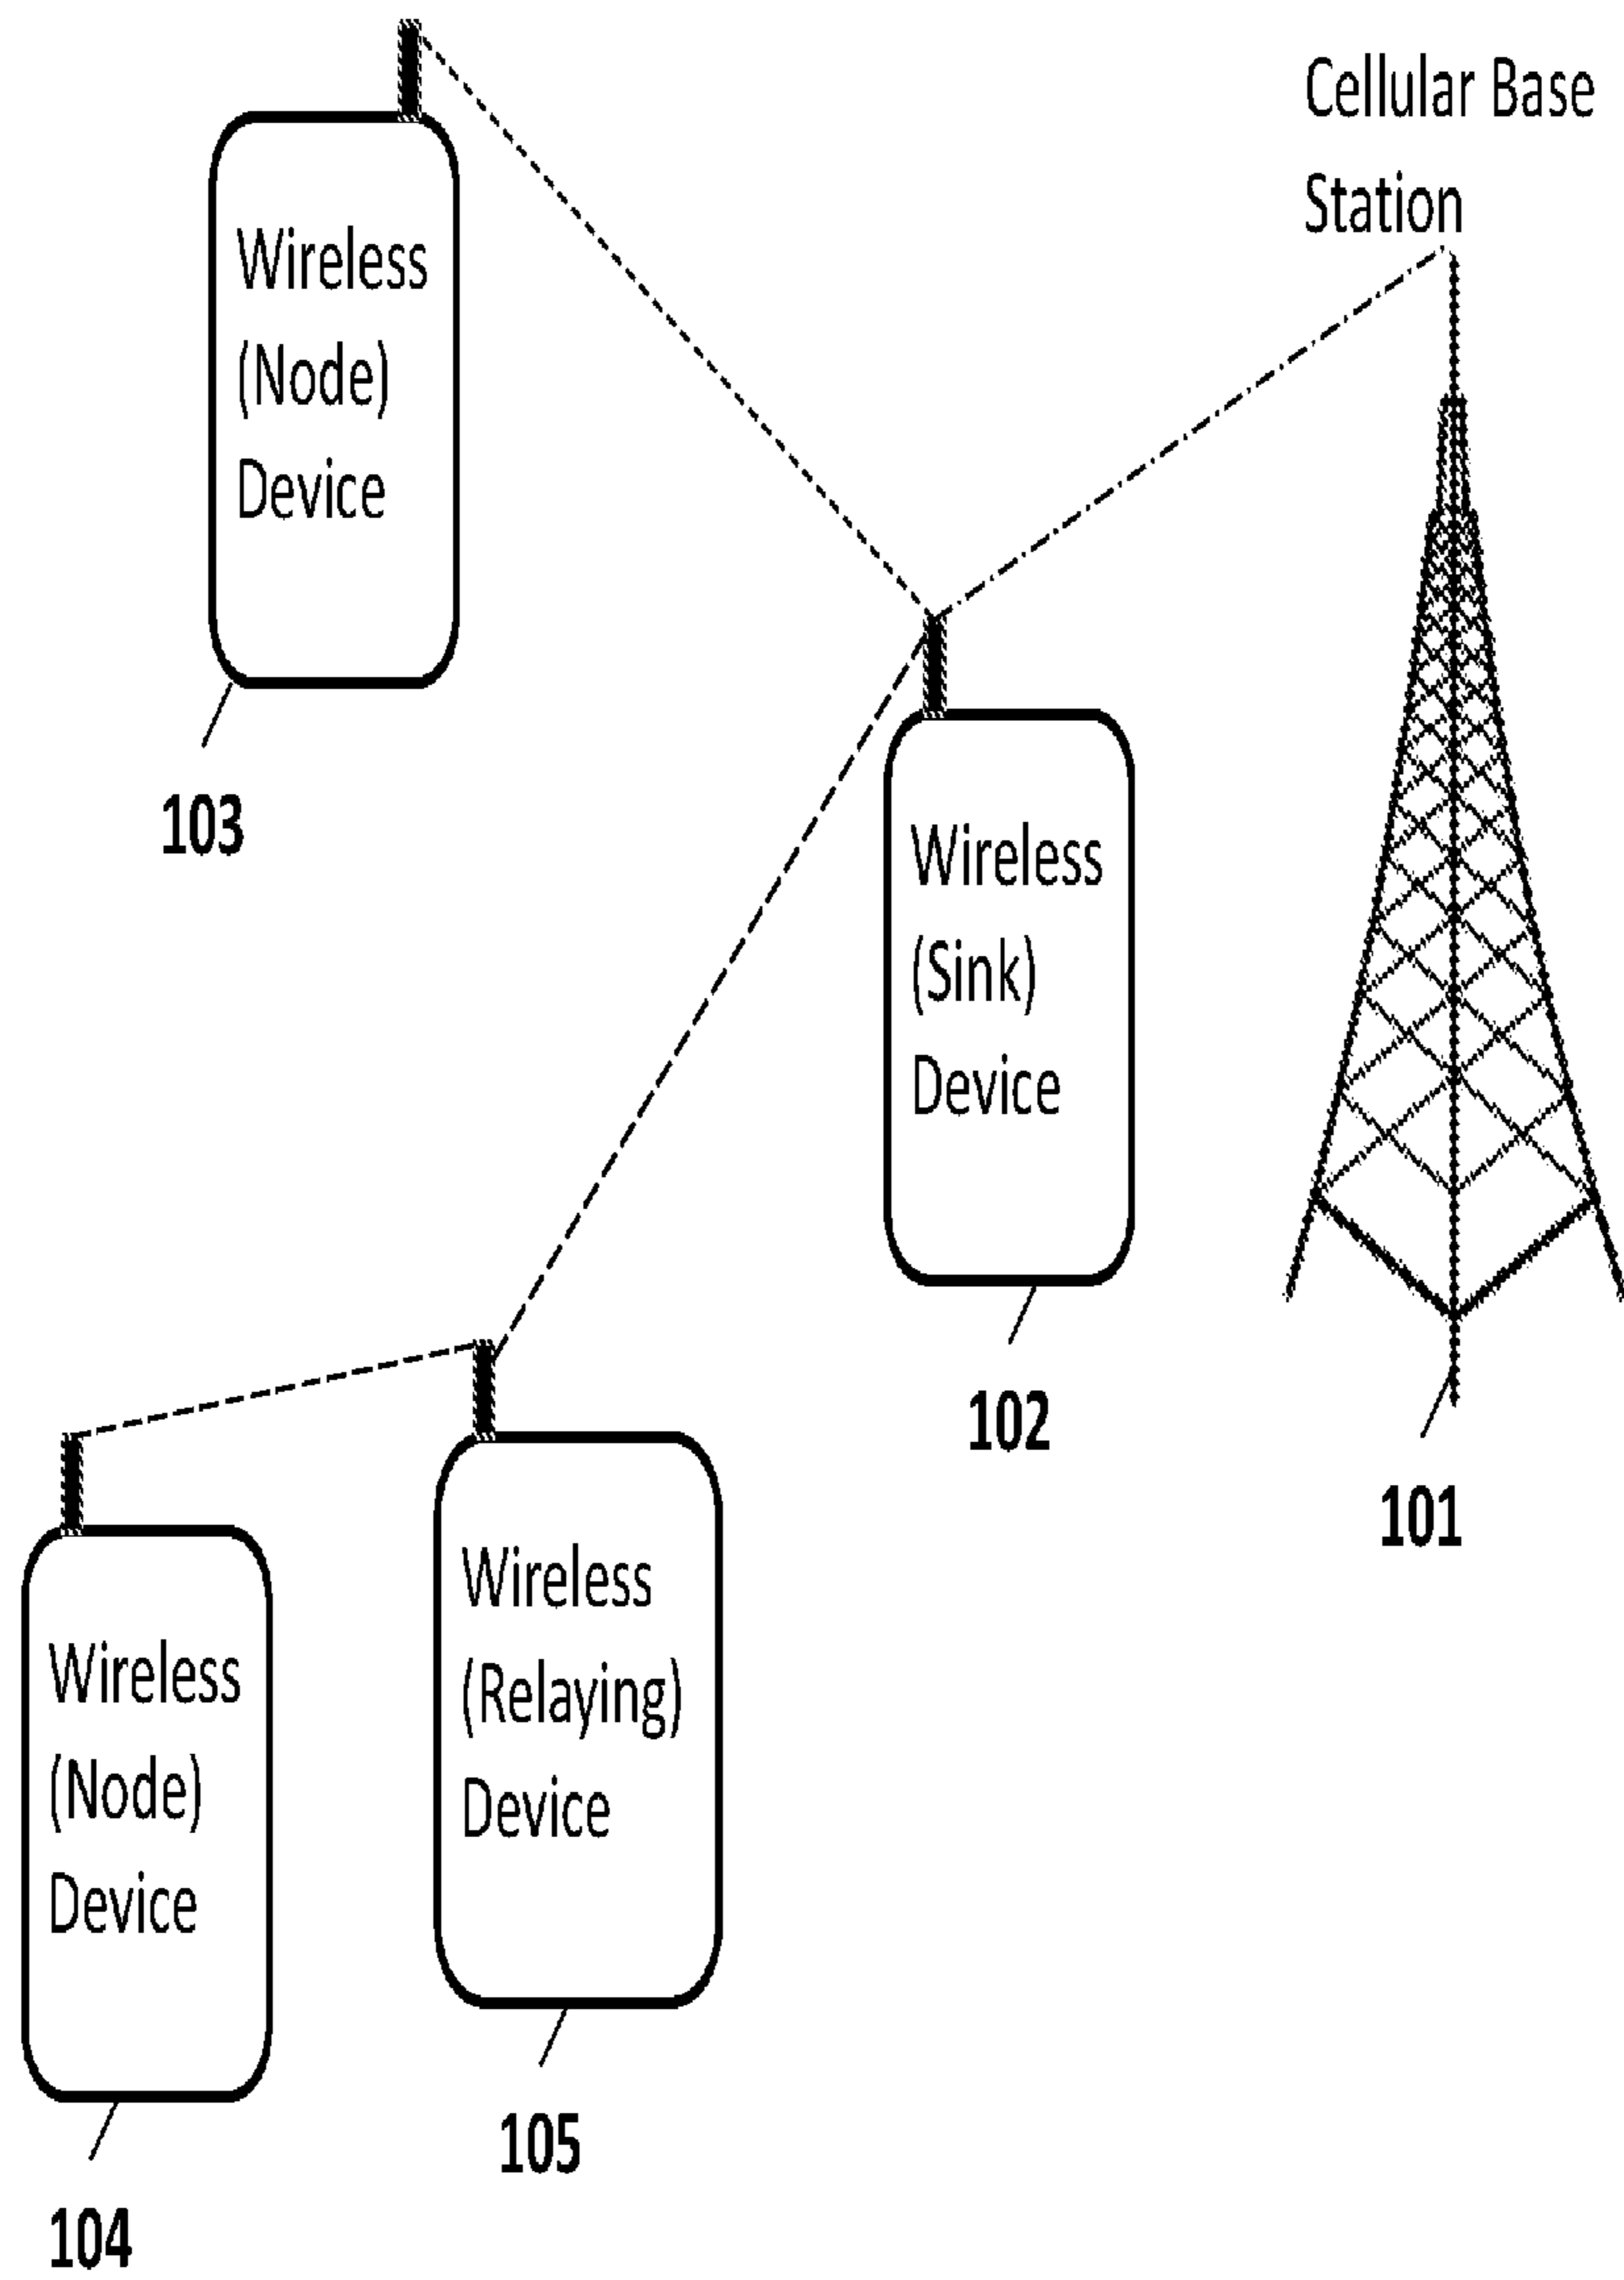 Cellular Base
Station
Wireless
(Node)
Device
103
Wireless
(Sink)
Device
102
101
Wireless
(Relaying)
Device
105
Wireless
(Node)
Device
104